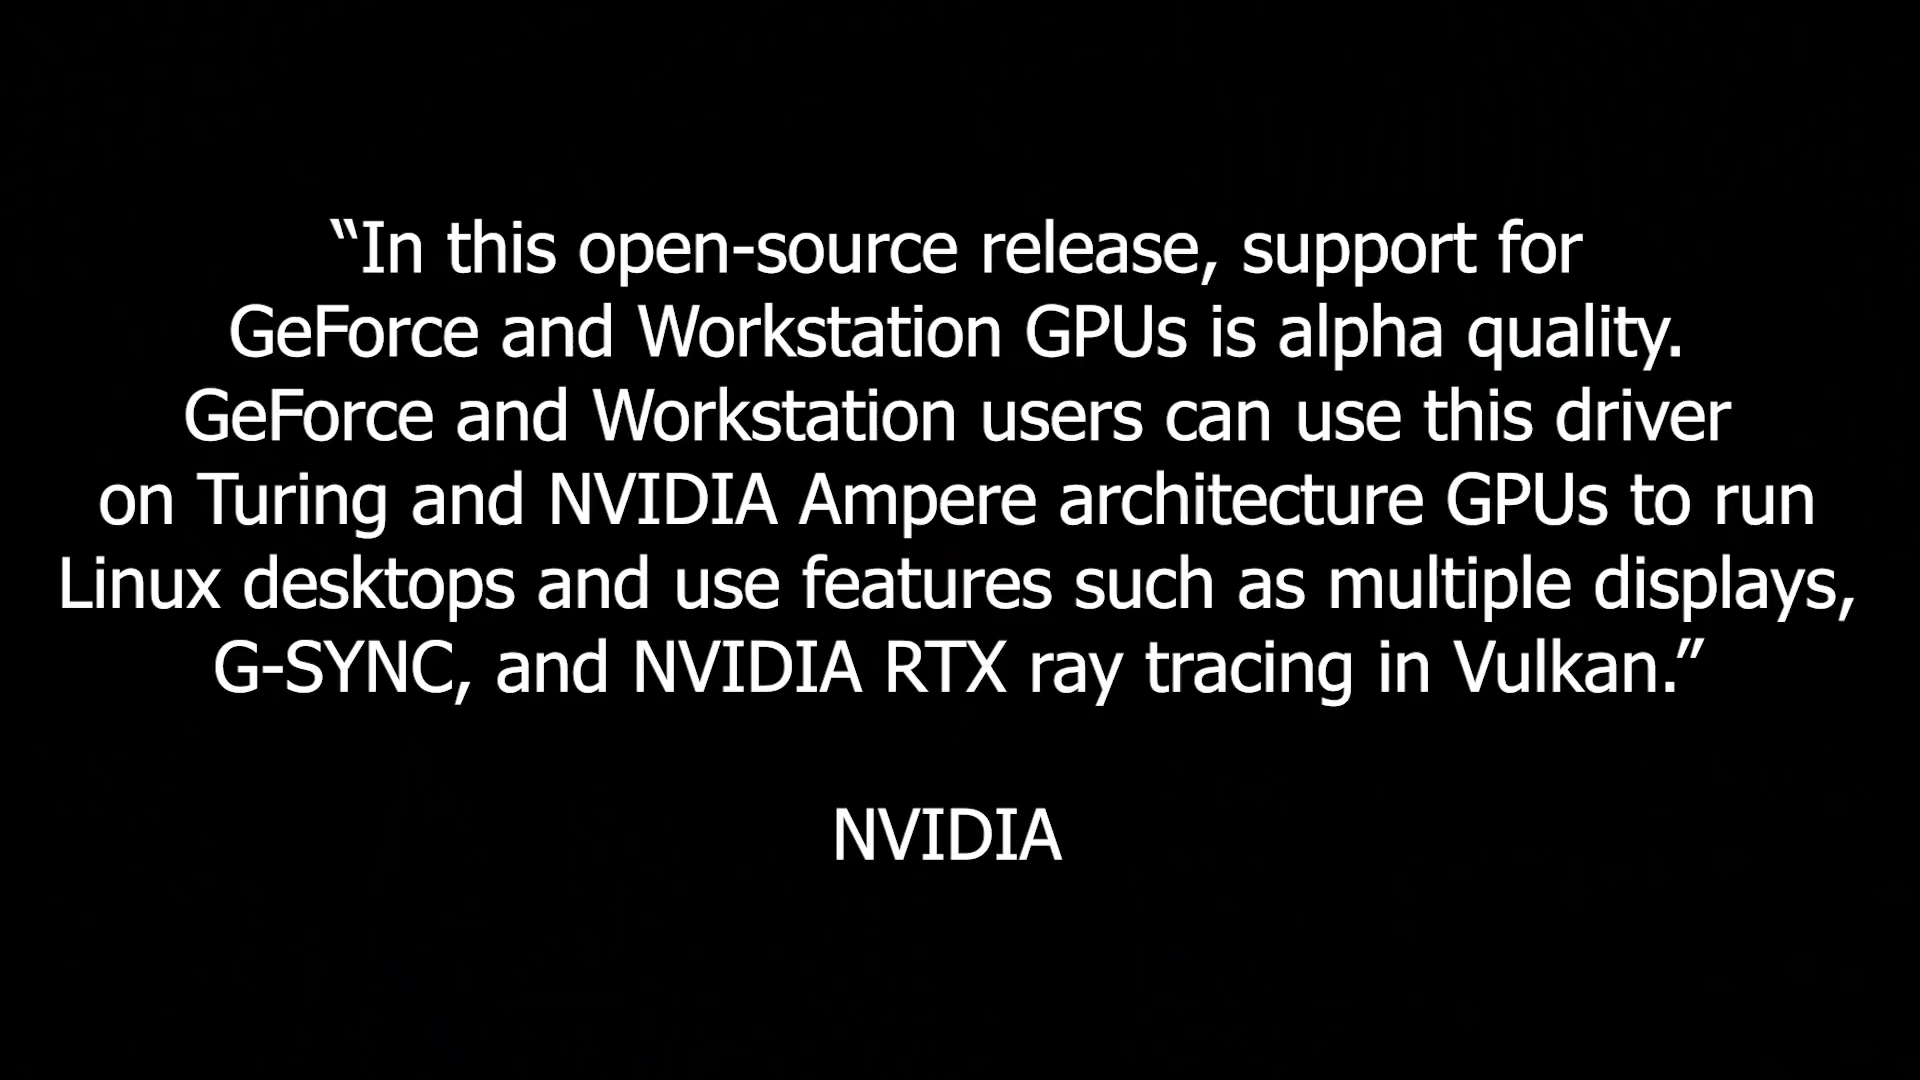 “In this open-source release, support for
GeForce and Workstation GPUs is alpha quality.
GeForce and Workstation users can use this driver
on Turing and NVIDIA Ampere architecture GPUs to run
Linux desktops and use features such as multiple displays,
G-SYNC, and NVIDIA RTX ray tracing in Vulkan.”
NVIDIA